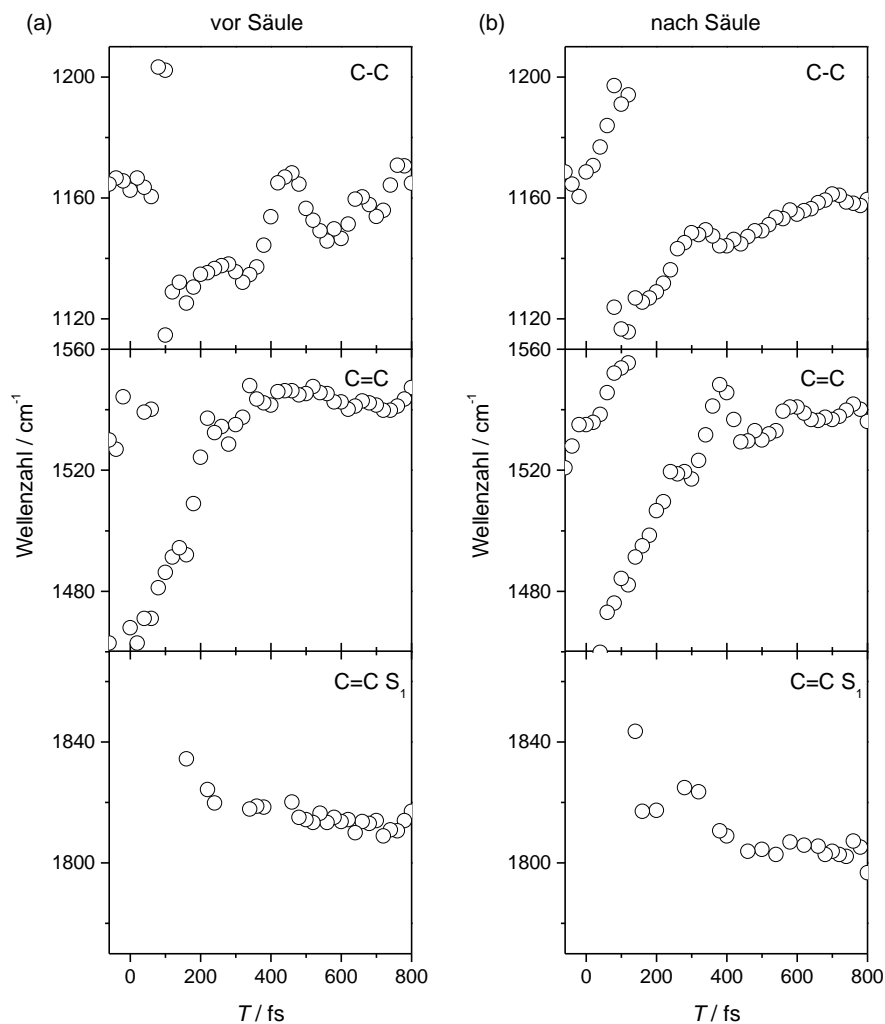 (a) vor Säule
(b) nach Säule
C-C
C-C
1200
1160
1120
1200
1160
1120
C=C
C=C
1560
1520
1480
1560
1520
1480
C=C S₁
C=C S₁
1840
1800
1840
1800
0 200 400 600 800
0 200 400 600 800
Wellenzahl / cm⁻¹
Wellenzahl / cm⁻¹
T / fs
T / fs